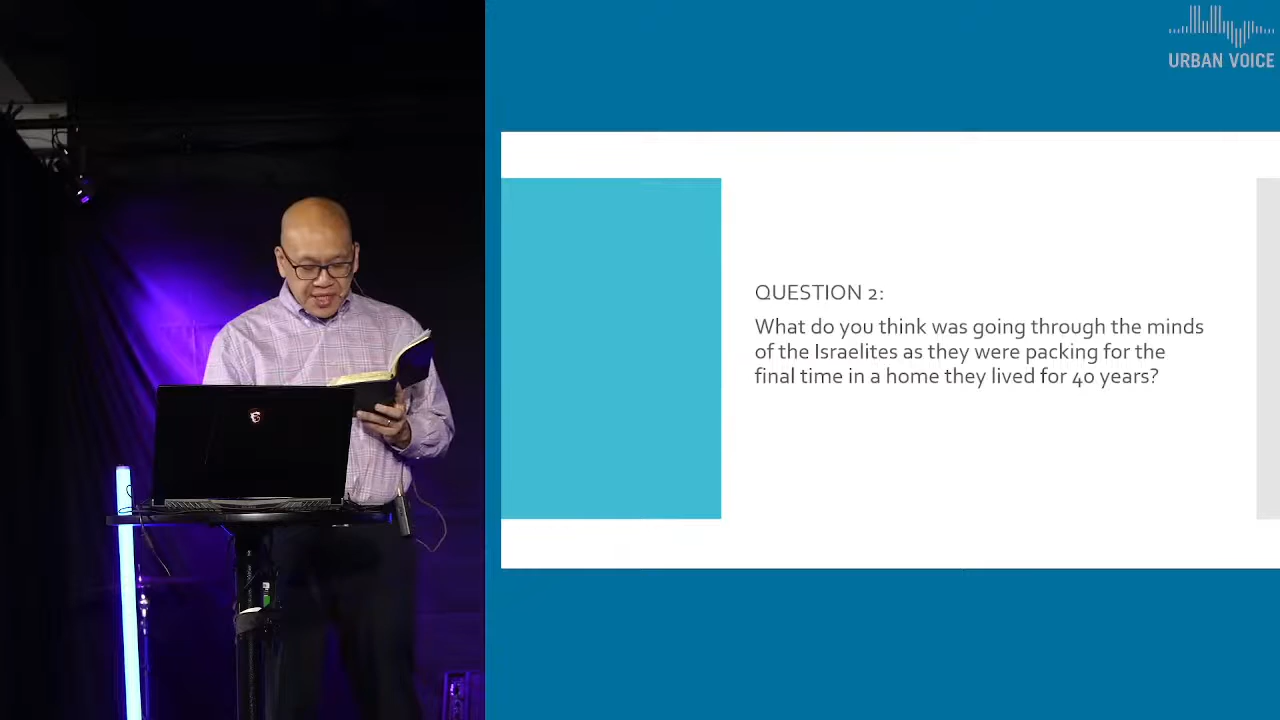 URBAN VOICE
QUESTION 2:
What do you think was going through the minds
of the Israelites as they were packing for the
final time in a home they lived for 40 years?